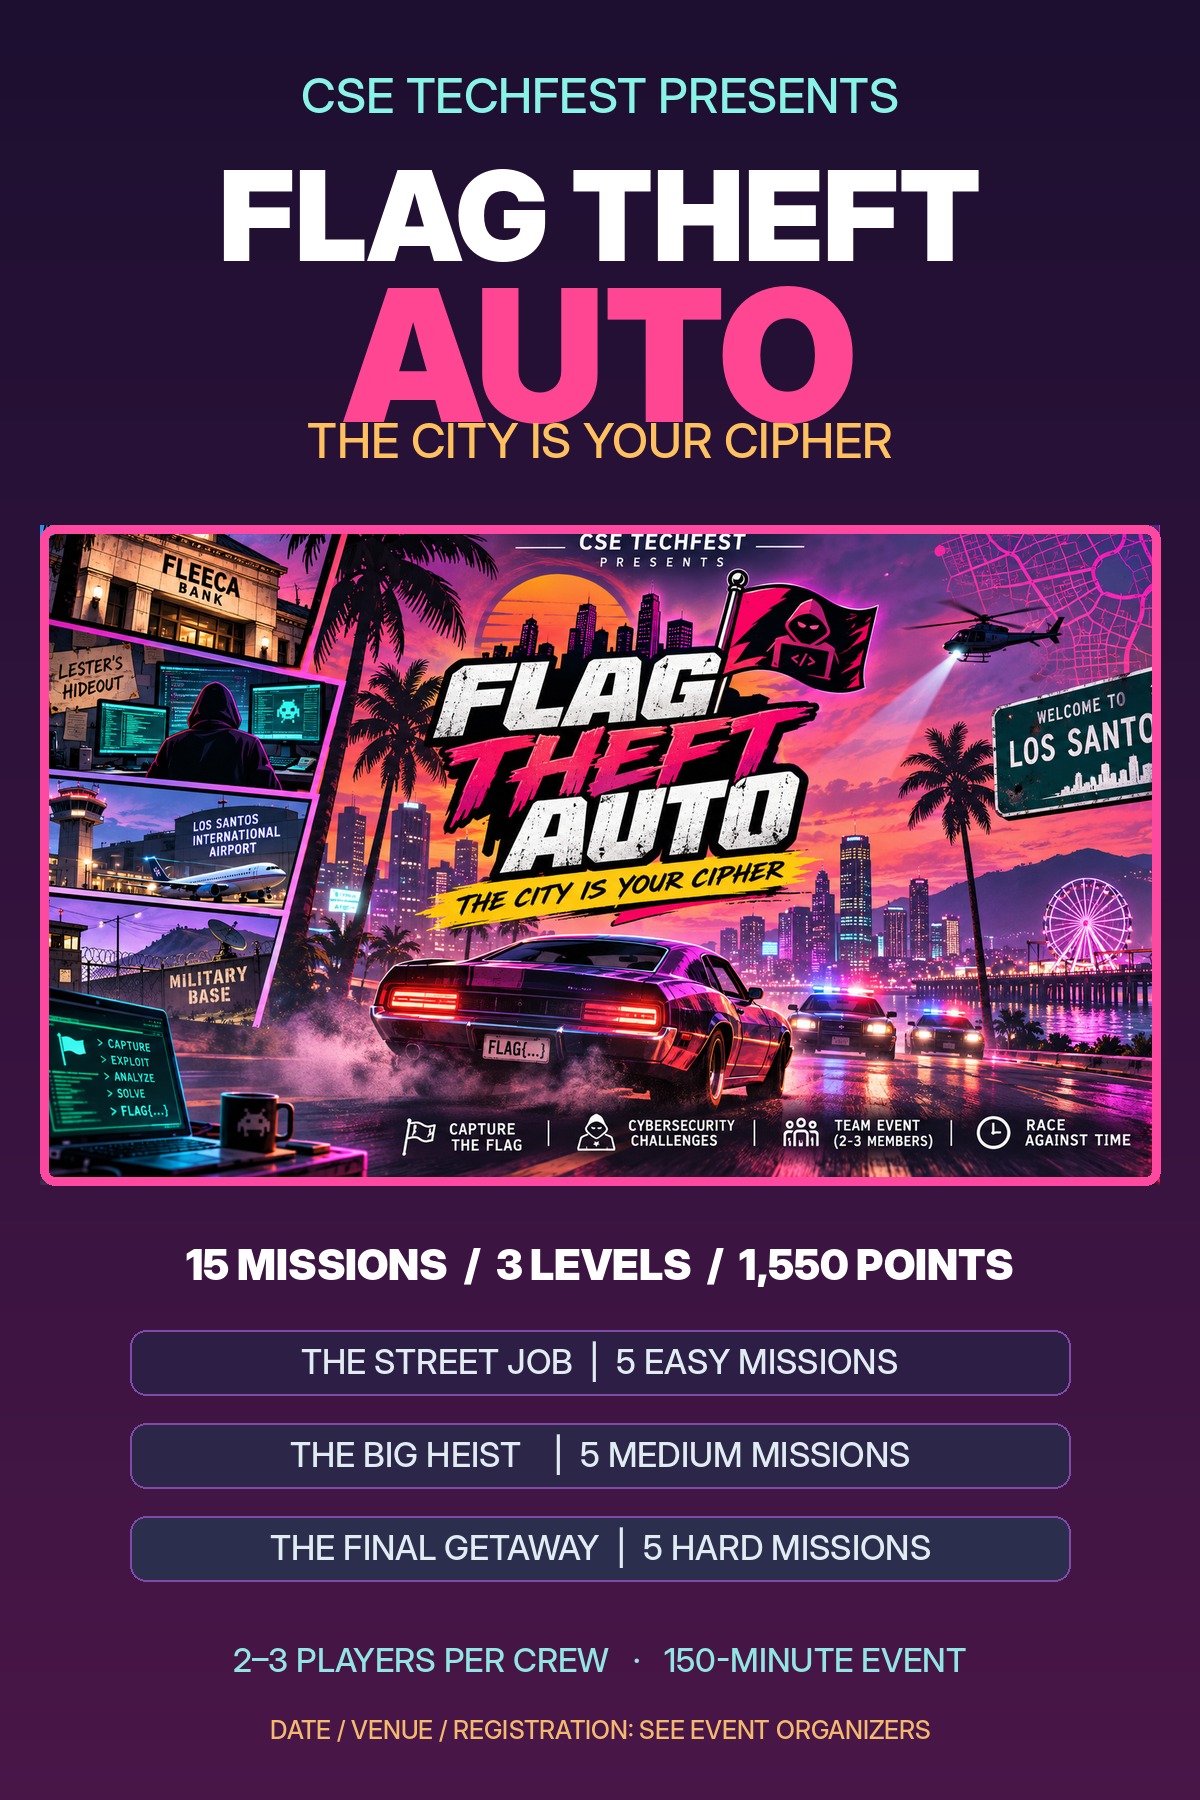 CSE TECHFEST PRESENTS
FLAG THEFT
AUTO
THE CITY IS YOUR CIPHER
CSE TECHFEST
PRESENTS
FLEECA
BANK
LESTER'S
HIDEOUT
LOS SANTOS
INTERNATIONAL
AIRPORT
MILITARY
BASE
> CAPTURE
> EXPLOIT
> ANALYZE
> SOLVE
> FLAG{...}
FLAG
THEFT
AUTO
THE CITY IS YOUR CIPHER
</>
WELCOME TO
LOS SANTO
FLAG{...}
CAPTURE
THE FLAG
CYBERSECURITY
CHALLENGES
TEAM EVENT
(2-3 MEMBERS)
RACE
AGAINST TIME
15 MISSIONS / 3 LEVELS / 1,550 POINTS
THE STREET JOB | 5 EASY MISSIONS
THE BIG HEIST | 5 MEDIUM MISSIONS
THE FINAL GETAWAY | 5 HARD MISSIONS
2–3 PLAYERS PER CREW · 150-MINUTE EVENT
DATE / VENUE / REGISTRATION: SEE EVENT ORGANIZERS